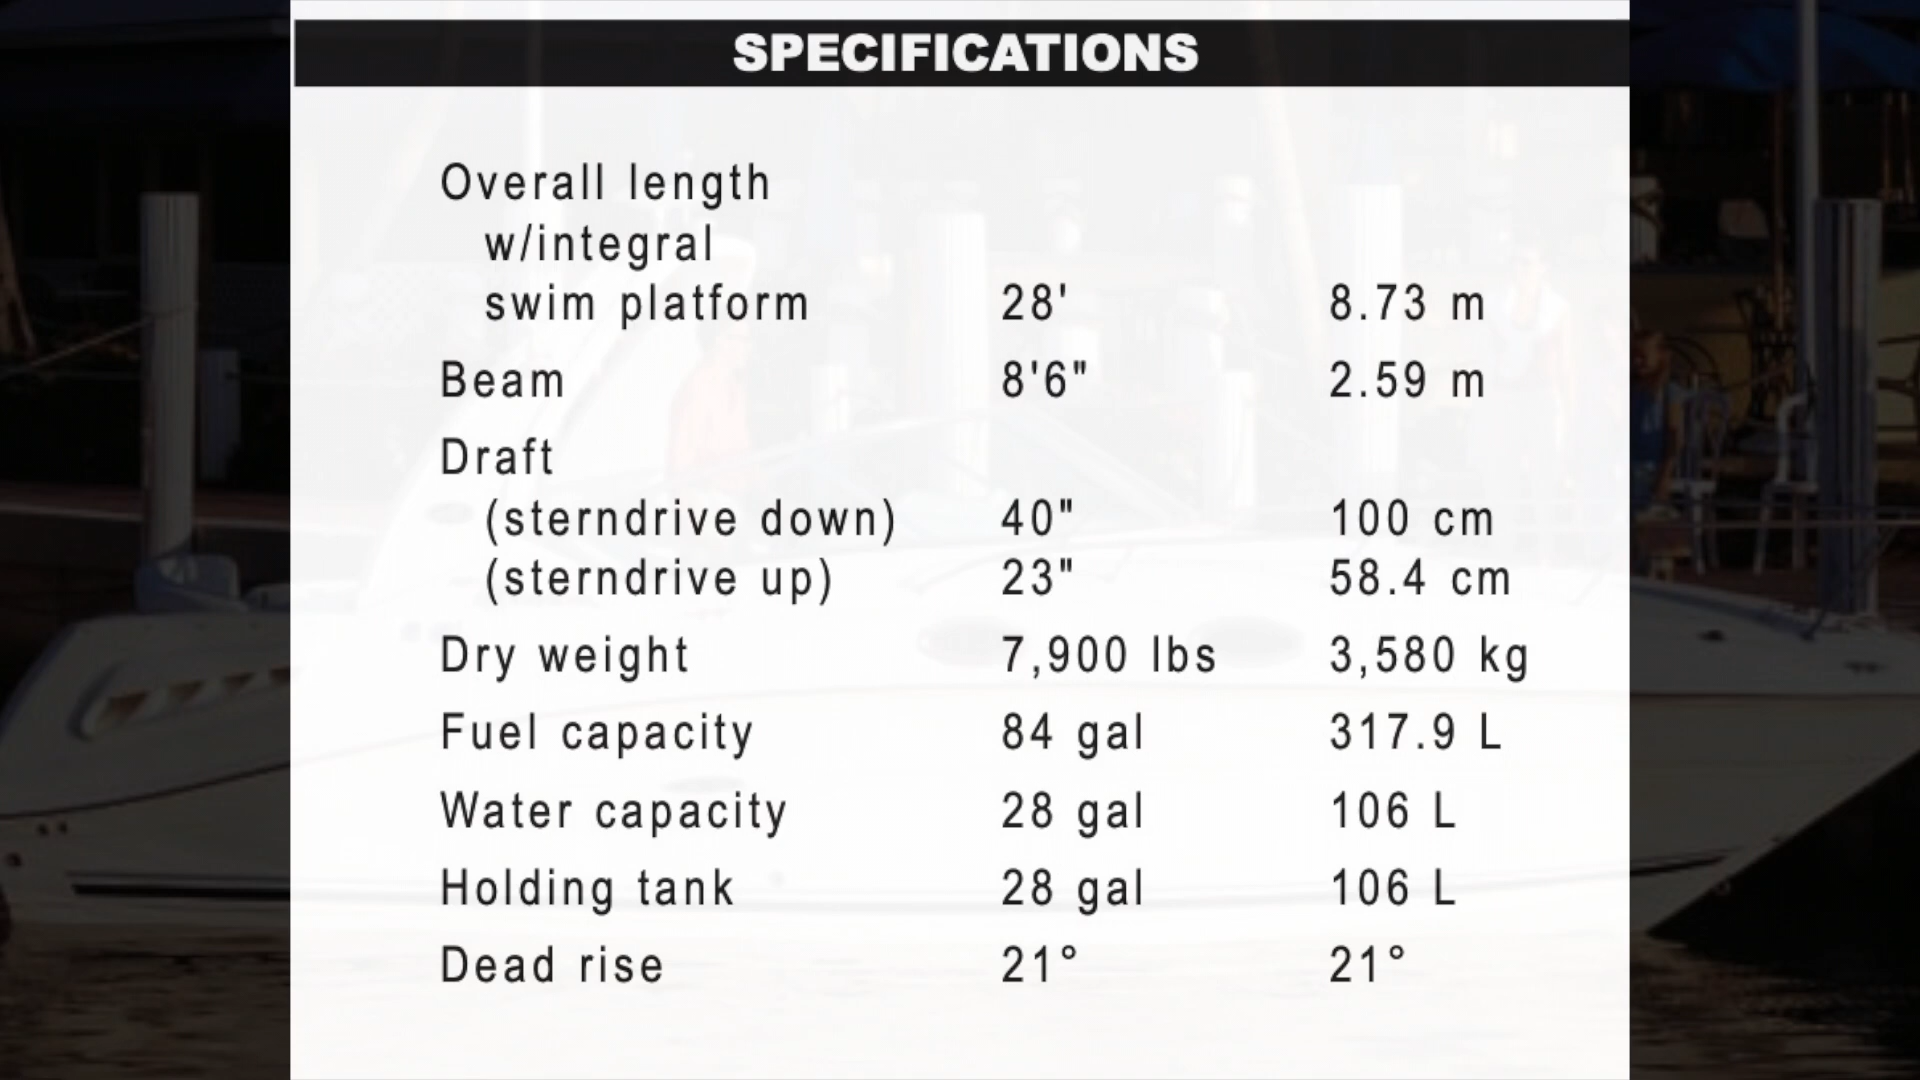 SPECIFICATIONS
Overall length
w/integral
swim platform 28' 8.73 m
Beam 8'6" 2.59 m
Draft
(sterndrive down) 40" 100 cm
(sterndrive up) 23" 58.4 cm
Dry weight 7,900 lbs 3,580 kg
Fuel capacity 84 gal 317.9 L
Water capacity 28 gal 106 L
Holding tank 28 gal 106 L
Dead rise 21° 21°